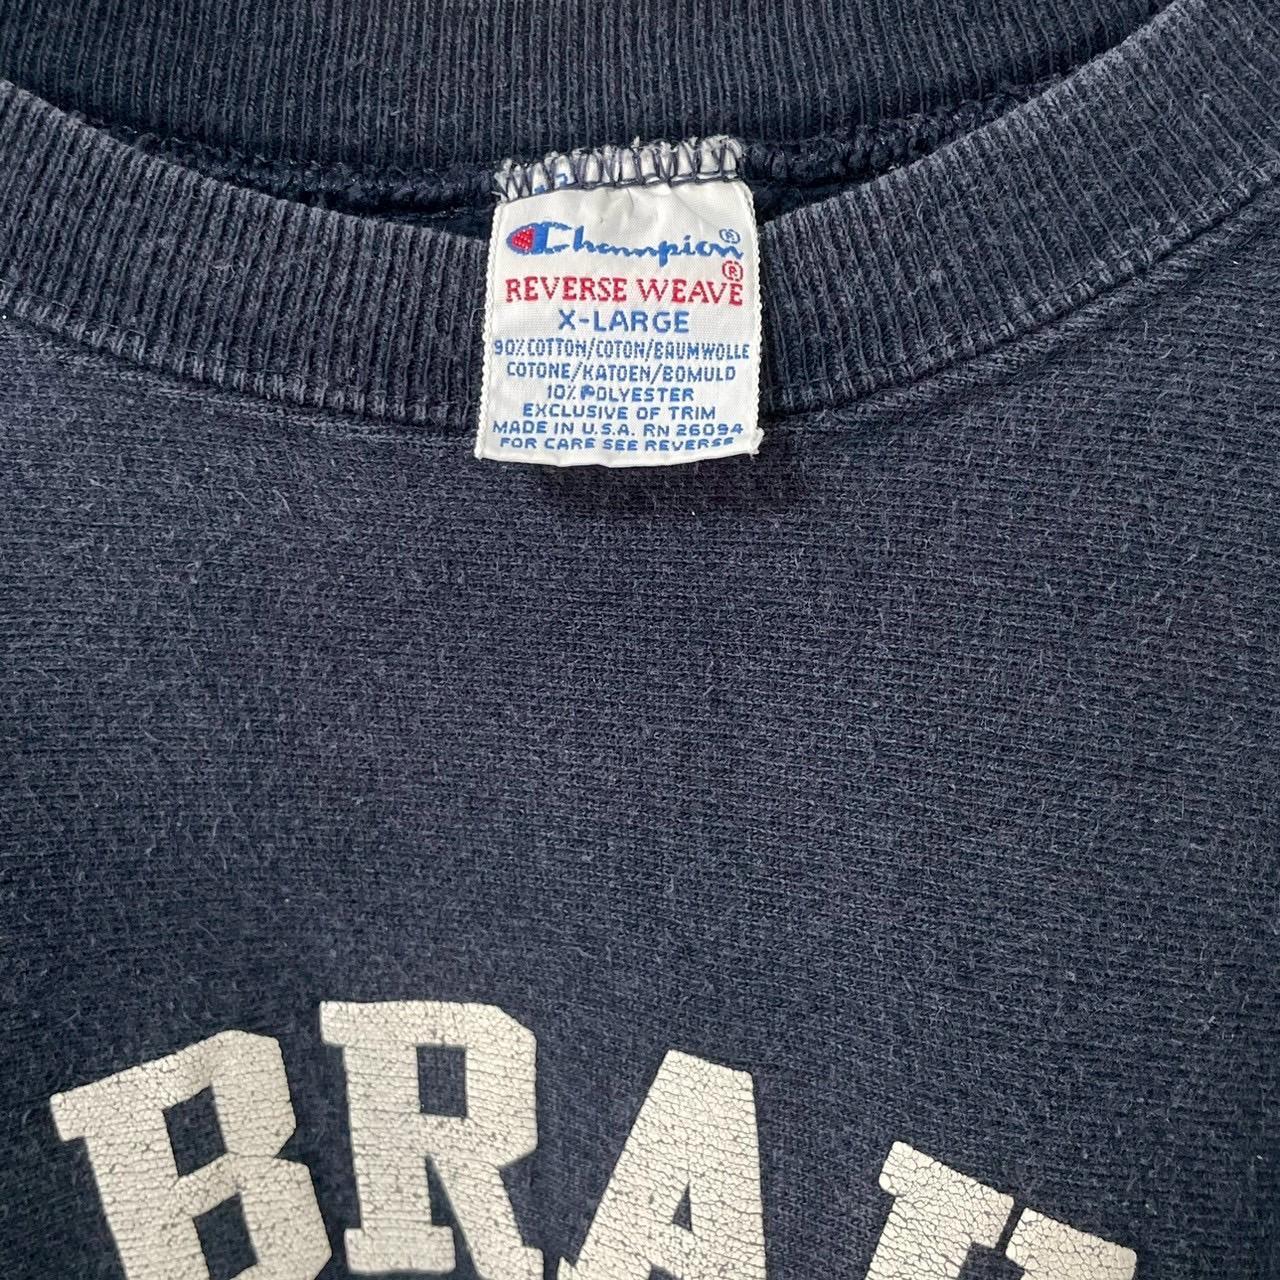 Champion®
REVERSE WEAVE®
X-LARGE
90% COTTON/COTON/BAUMWOLLE
COTONE/KATOEN/BOMULD
10% POLYESTER
EXCLUSIVE OF TRIM
MADE IN U.S.A. RN 26094
FOR CARE SEE REVERSE
BRA